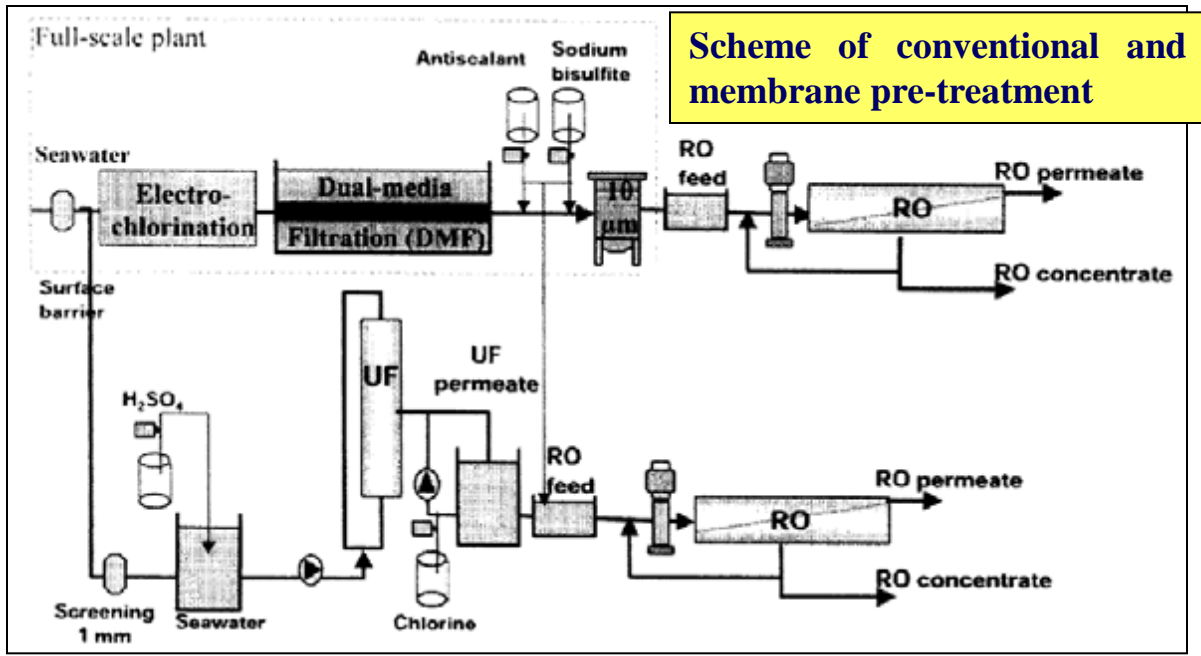 Scheme of conventional and
membrane pre-treatment
Full-scale plant
Antiscalant
Sodium
bisulfite
Seawater
Electro-
chlorination
Dual-media
Filtration (DMF)
10
µm
RO
feed
RO
RO permeate
RO concentrate
Surface
barrier
H₂SO₄
UF
UF
permeate
RO
feed
RO
RO permeate
RO concentrate
Screening
1 mm
Seawater
Chlorine